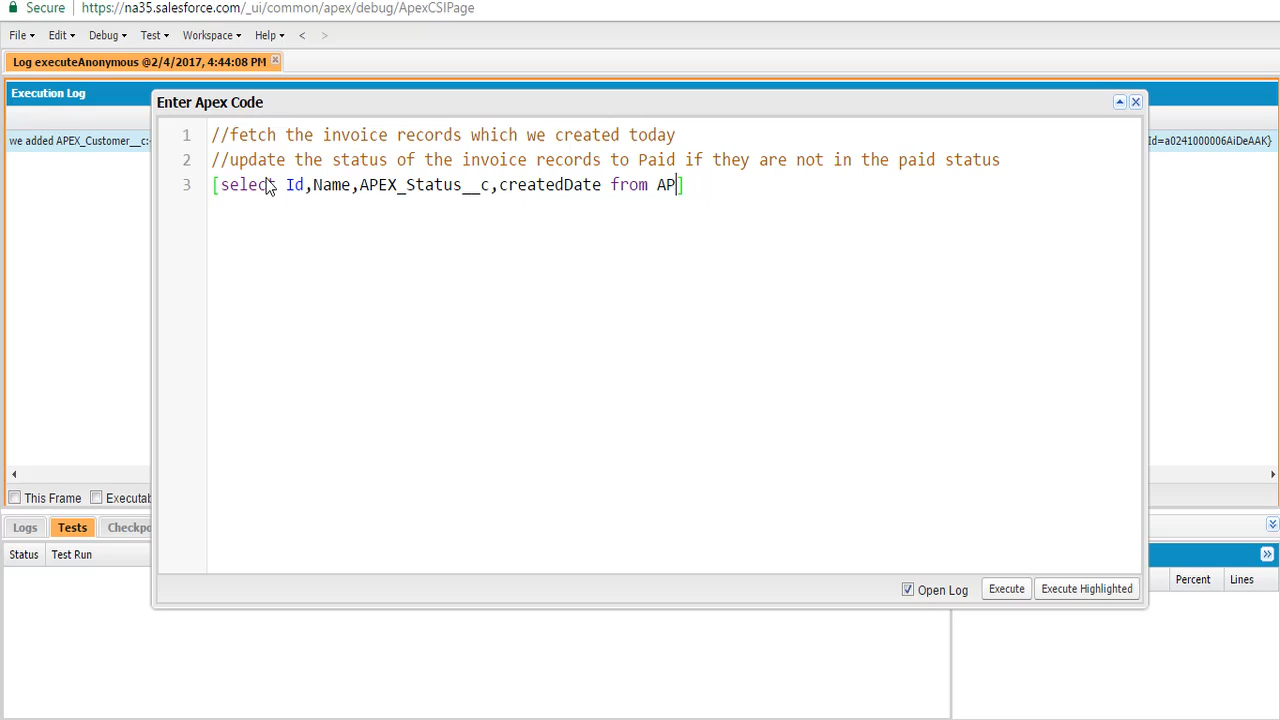 Secure https://na35.salesforce.com/_ui/common/apex/debug/ApexCSIPage
File Edit Debug Test Workspace Help < >
Log executeAnonymous @2/4/2017, 4:44:08 PM
Execution Log
Enter Apex Code
we added APEX_Customer__c:
Id=a0241000006AiDeAAK}
1 //fetch the invoice records which we created today
2 //update the status of the invoice records to Paid if they are not in the paid status
3 [select Id,Name,APEX_Status__c,createdDate from AP]
This Frame Executab
Open Log Execute Execute Highlighted
Logs Tests Checkpo
Status Test Run
Percent Lines